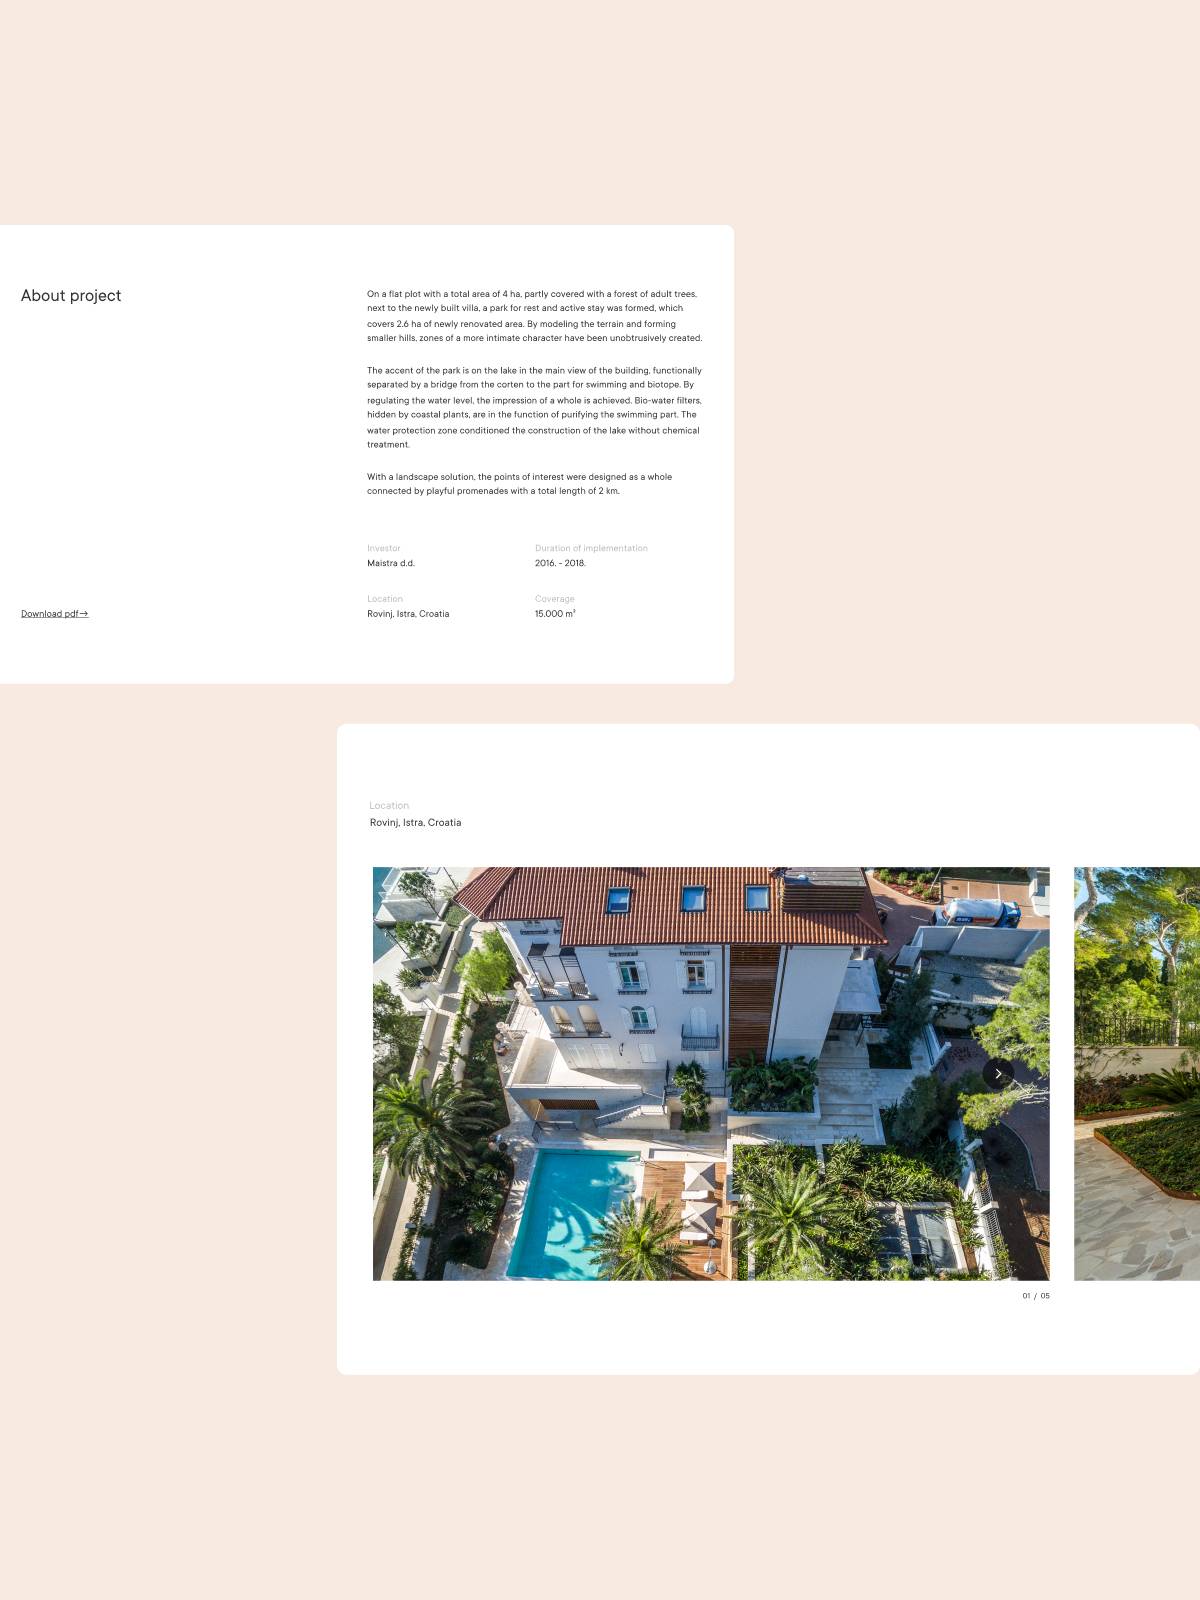 About project
On a flat plot with a total area of 4 ha, partly covered with a forest of adult trees,
next to the newly built villa, a park for rest and active stay was formed, which
covers 2.6 ha of newly renovated area. By modeling the terrain and forming
smaller hills, zones of a more intimate character have been unobtrusively created.
The accent of the park is on the lake in the main view of the building, functionally
separated by a bridge from the corten to the part for swimming and biotope. By
regulating the water level, the impression of a whole is achieved. Bio-water filters,
hidden by coastal plants, are in the function of purifying the swimming part. The
water protection zone conditioned the construction of the lake without chemical
treatment.
With a landscape solution, the points of interest were designed as a whole
connected by playful promenades with a total length of 2 km.
Investor
Maistra d.d.
Duration of implementation
2016. - 2018.
Location
Rovinj, Istra, Croatia
Coverage
15.000 m²
Download pdf→
Location
Rovinj, Istra, Croatia
01 / 05